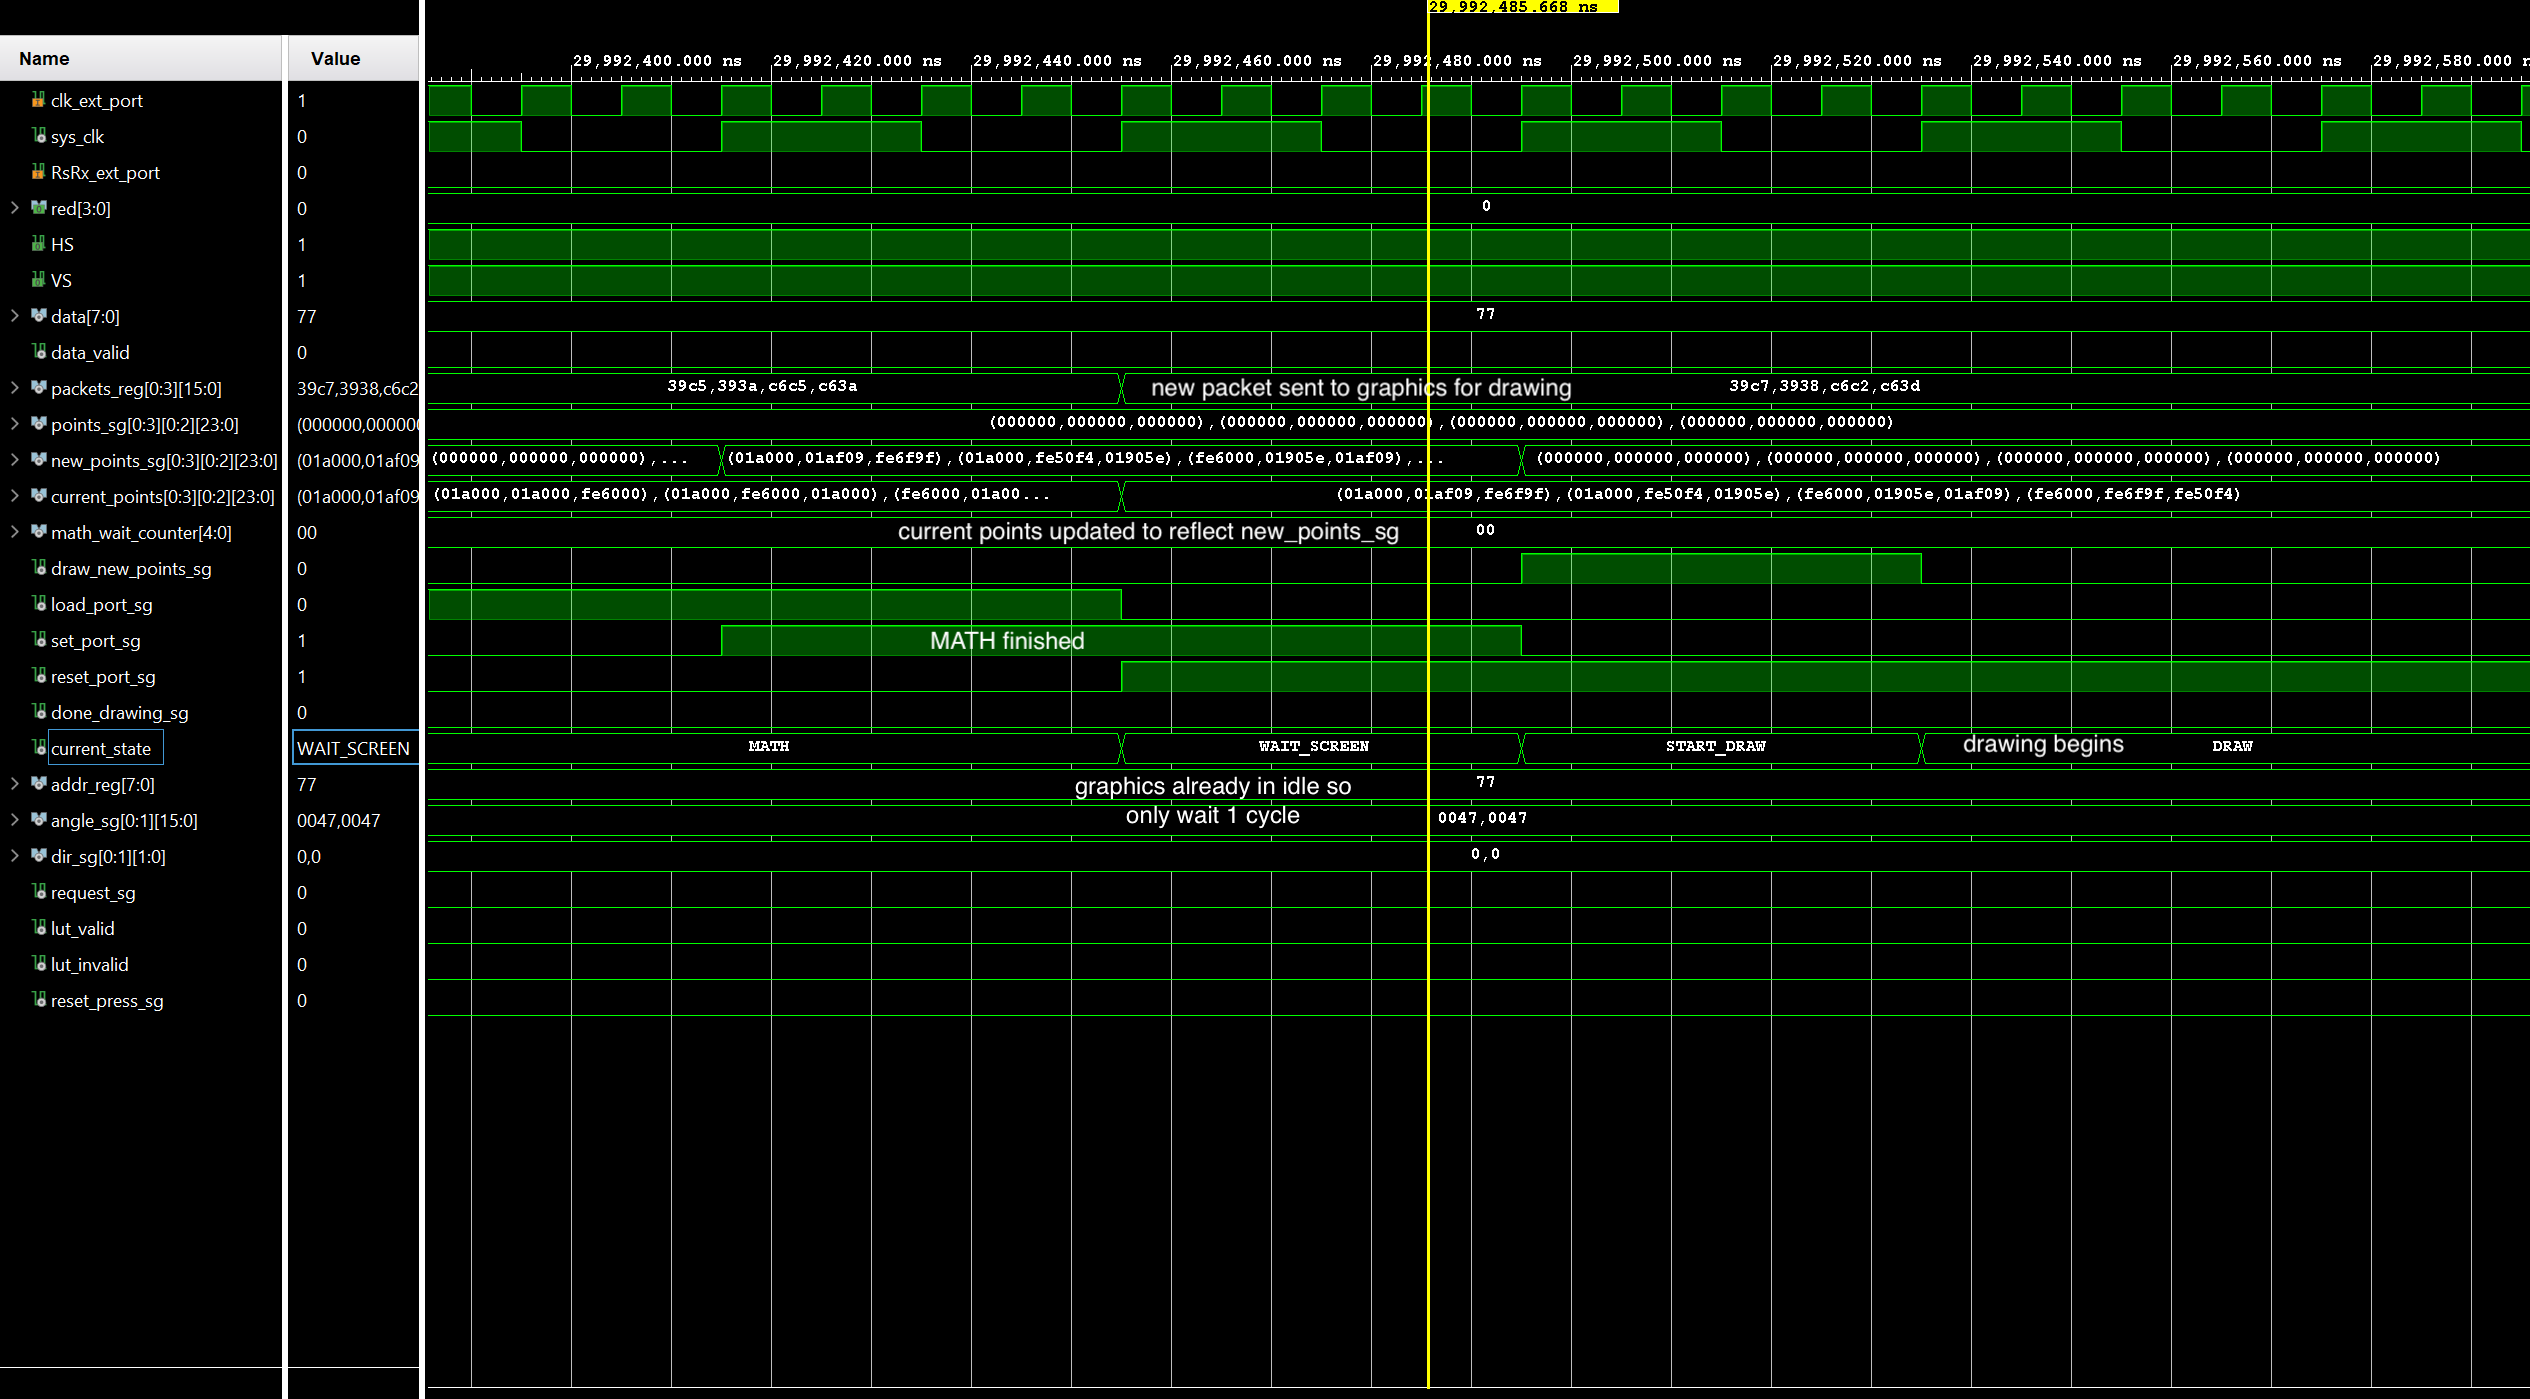 29,992,485.668 ns
Name Value
29,992,400.000 ns 29,992,420.000 ns 29,992,440.000 ns 29,992,460.000 ns 29,992,480.000 ns 29,992,500.000 ns 29,992,520.000 ns 29,992,540.000 ns 29,992,560.000 ns 29,992,580.000 n
clk_ext_port 1
sys_clk 0
RsRx_ext_port 0
red[3:0] 0 0
HS 1
VS 1
data[7:0] 77 77
data_valid 0
packets_reg[0:3][15:0] 39c7,3938,c6c2 39c5,393a,c6c5,c63a new packet sent to graphics for drawing 39c7,3938,c6c2,c63d
points_sg[0:3][0:2][23:0] (000000,000000 (000000,000000,000000),(000000,000000,000000),(000000,000000,000000),(000000,000000,000000)
new_points_sg[0:3][0:2][23:0] (01a000,01af09 (000000,000000,000000),... (01a000,01af09,fe6f9f),(01a000,fe50f4,01905e),(fe6000,01905e,01af09),... (000000,000000,000000),(000000,000000,000000),(000000,000000,000000),(000000,000000,000000)
current_points[0:3][0:2][23:0] (01a000,01af09 (01a000,01a000,fe6000),(01a000,fe6000,01a000),(fe6000,01a00... (01a000,01af09,fe6f9f),(01a000,fe50f4,01905e),(fe6000,01905e,01af09),(fe6000,fe6f9f,fe50f4)
math_wait_counter[4:0] 00 current points updated to reflect new_points_sg 00
draw_new_points_sg 0
load_port_sg 0
set_port_sg 1 MATH finished
reset_port_sg 1
done_drawing_sg 0
current_state WAIT_SCREEN MATH WAIT_SCREEN START_DRAW drawing begins DRAW
addr_reg[7:0] 77 graphics already in idle so 77
angle_sg[0:1][15:0] 0047,0047 only wait 1 cycle 0047,0047
dir_sg[0:1][1:0] 0,0 0,0
request_sg 0
lut_valid 0
lut_invalid 0
reset_press_sg 0